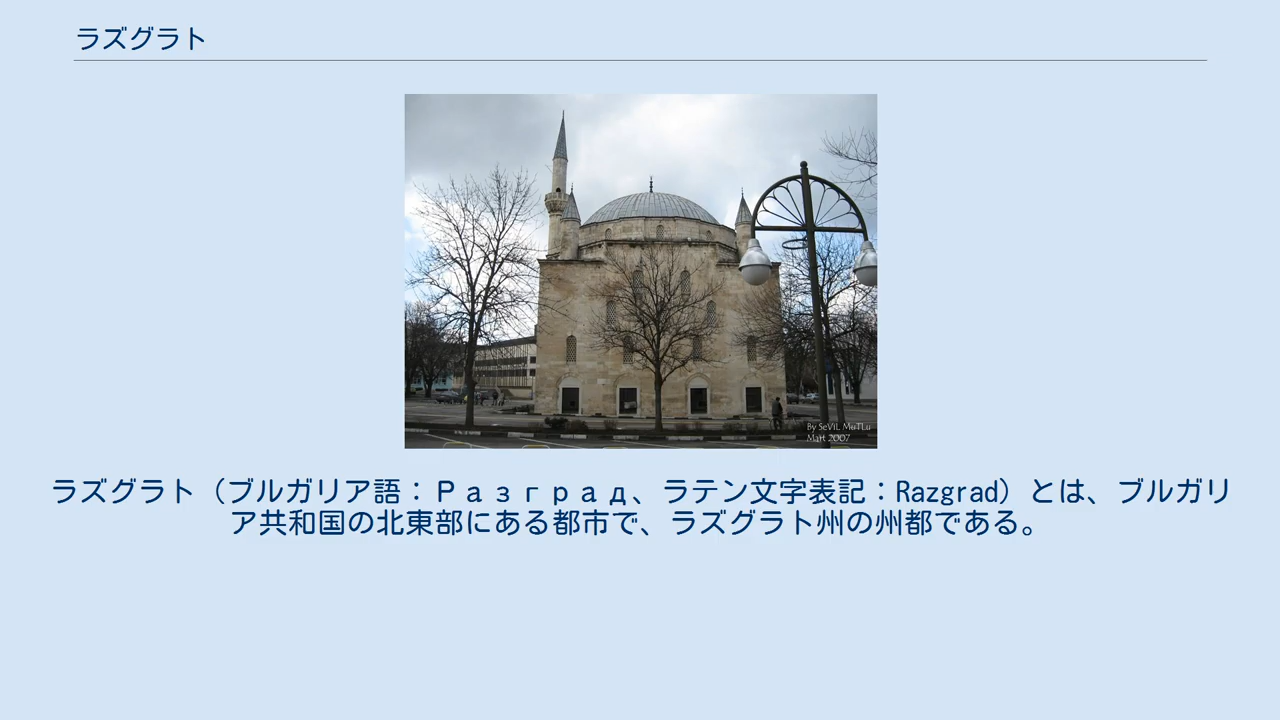 ラズグラト
By SeViL MuTLu
Mart 2007
ラズグラト（ブルガリア語：Ｒазград、ラテン文字表記：Razgrad）とは、ブルガリ
ア共和国の北東部にある都市で、ラズグラト州の州都である。